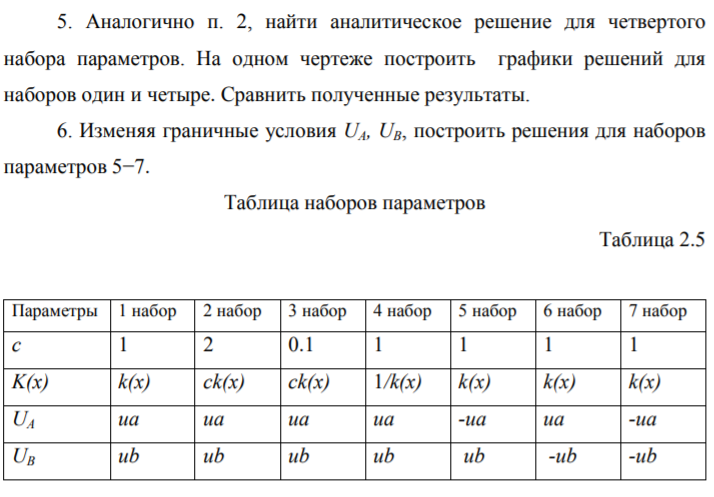 5. Аналогично п. 2, найти аналитическое решение для четвертого
набора параметров. На одном чертеже построить графики решений для
наборов один и четыре. Сравнить полученные результаты.
6. Изменяя граничные условия UA, UB, построить решения для наборов
параметров 5−7.
Таблица наборов параметров
Таблица 2.5
Параметры 1 набор 2 набор 3 набор 4 набор 5 набор 6 набор 7 набор
c 1 2 0.1 1 1 1 1
K(x) k(x) ck(x) ck(x) 1/k(x) k(x) k(x) k(x)
UA ua ua ua ua -ua ua -ua
UB ub ub ub ub ub -ub -ub